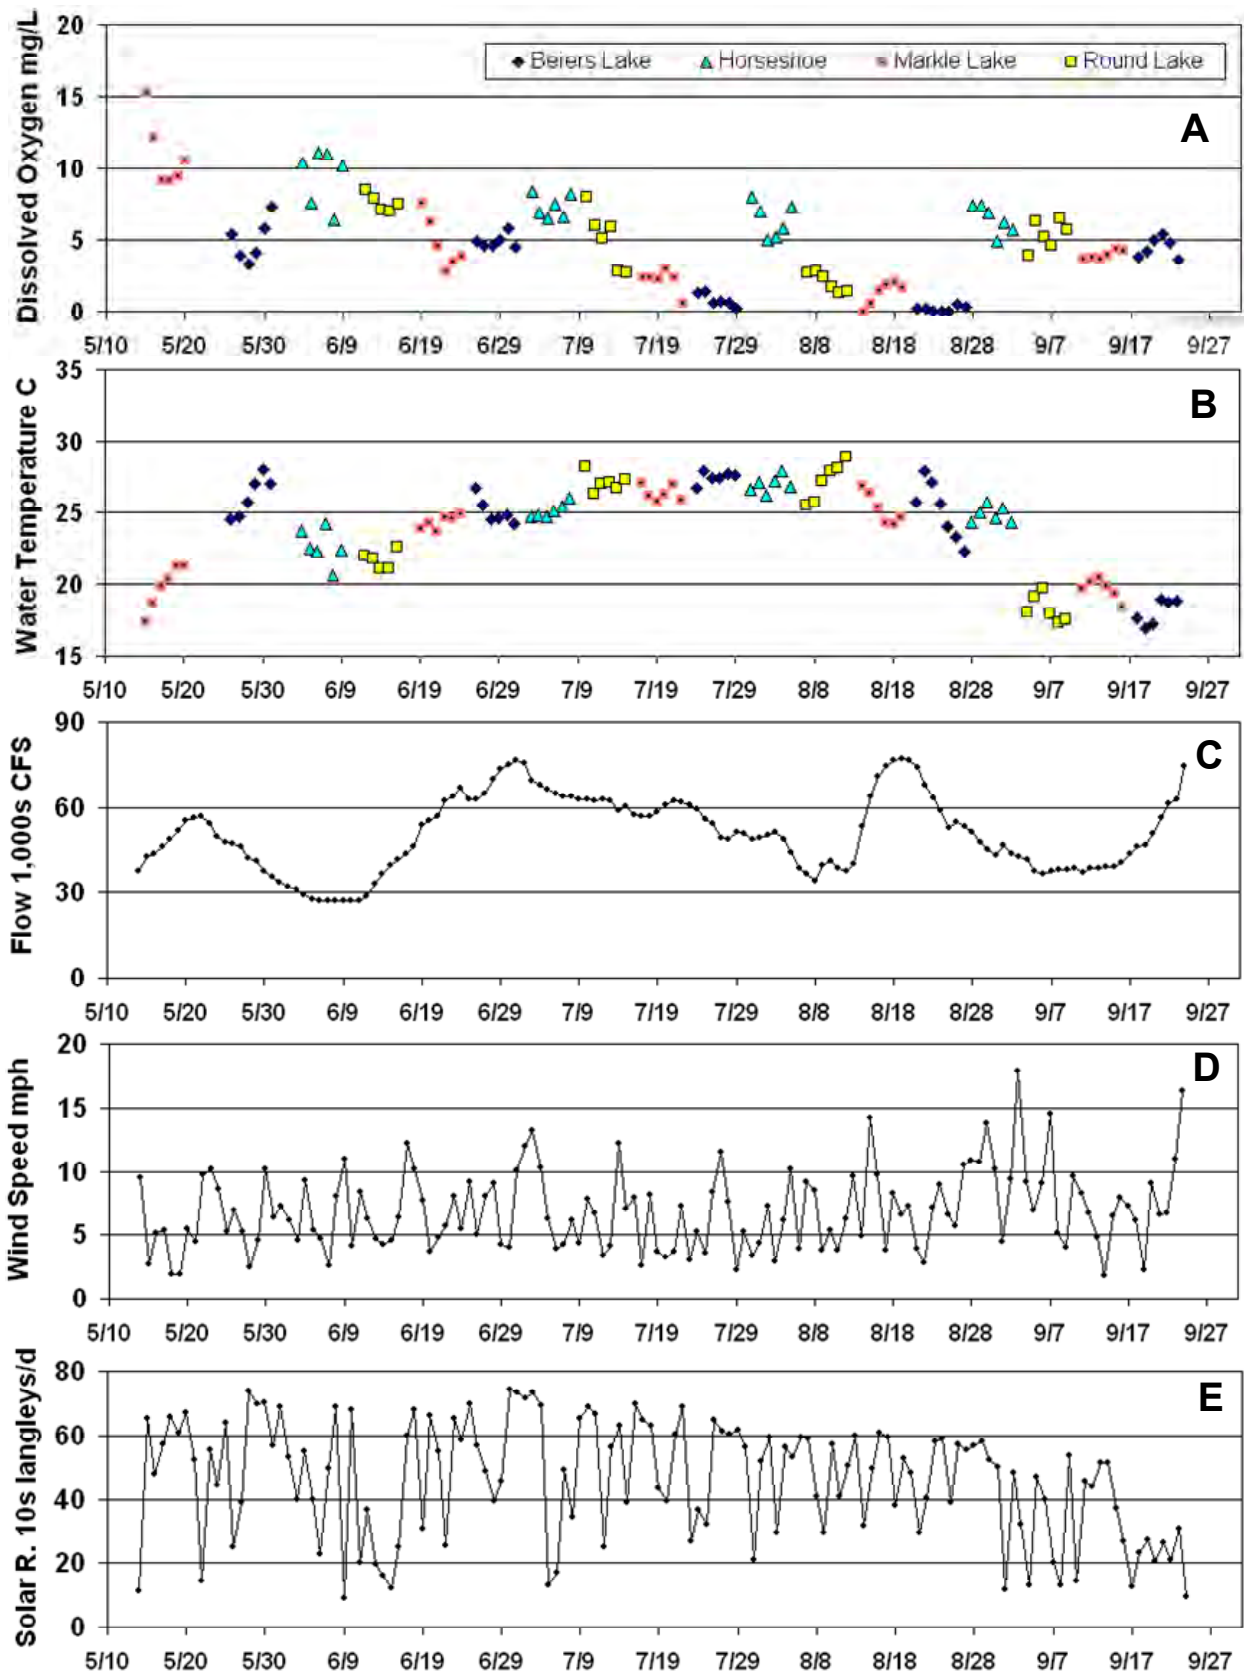 Dissolved Oxygen mg/L
20
15
10
5
0
Beiers Lake Horseshoe Markle Lake Round Lake
A
5/10 5/20 5/30 6/9 6/19 6/29 7/9 7/19 7/29 8/8 8/18 8/28 9/7 9/17 9/27
Water Temperature C
35
30
25
20
15
B
5/10 5/20 5/30 6/9 6/19 6/29 7/9 7/19 7/29 8/8 8/18 8/28 9/7 9/17 9/27
Flow 1,000s CFS
90
60
30
0
C
5/10 5/20 5/30 6/9 6/19 6/29 7/9 7/19 7/29 8/8 8/18 8/28 9/7 9/17 9/27
Wind Speed mph
20
15
10
5
0
D
5/10 5/20 5/30 6/9 6/19 6/29 7/9 7/19 7/29 8/8 8/18 8/28 9/7 9/17 9/27
Solar R. 10s langleys/d
80
60
40
20
0
E
5/10 5/20 5/30 6/9 6/19 6/29 7/9 7/19 7/29 8/8 8/18 8/28 9/7 9/17 9/27